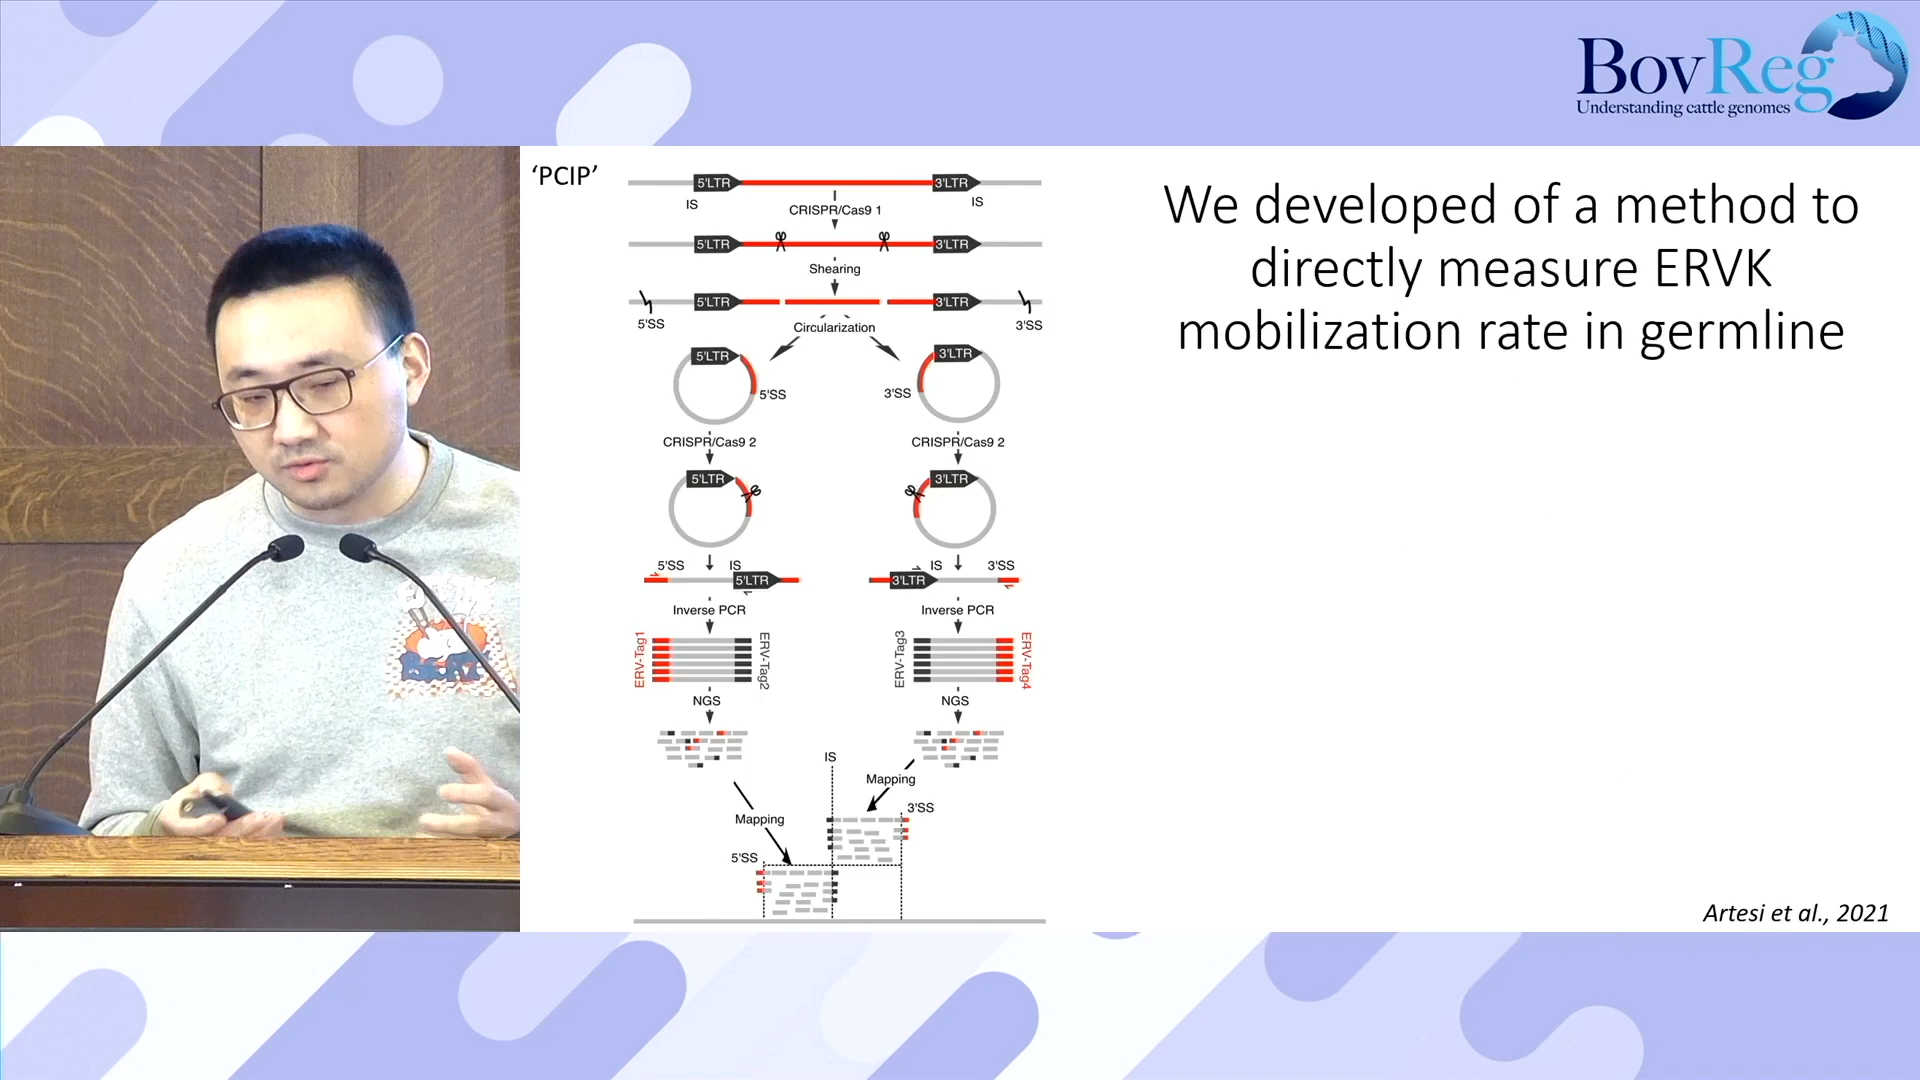 BovReg
Understanding cattle genomes
'PCIP'
We developed of a method to
directly measure ERVK
mobilization rate in germline
5'LTR 3'LTR
IS IS
CRISPR/Cas9 1
5'LTR 3'LTR
Shearing
5'LTR 3'LTR
5'SS 3'SS
Circularization
5'LTR 3'LTR
5'SS 3'SS
CRISPR/Cas9 2 CRISPR/Cas9 2
5'LTR 3'LTR
5'SS IS IS 3'SS
5'LTR 3'LTR
Inverse PCR Inverse PCR
ERV-Tag1 ERV-Tag2 ERV-Tag3 ERV-Tag4
NGS NGS
IS
Mapping
3'SS
Mapping
5'SS
Artesi et al., 2021